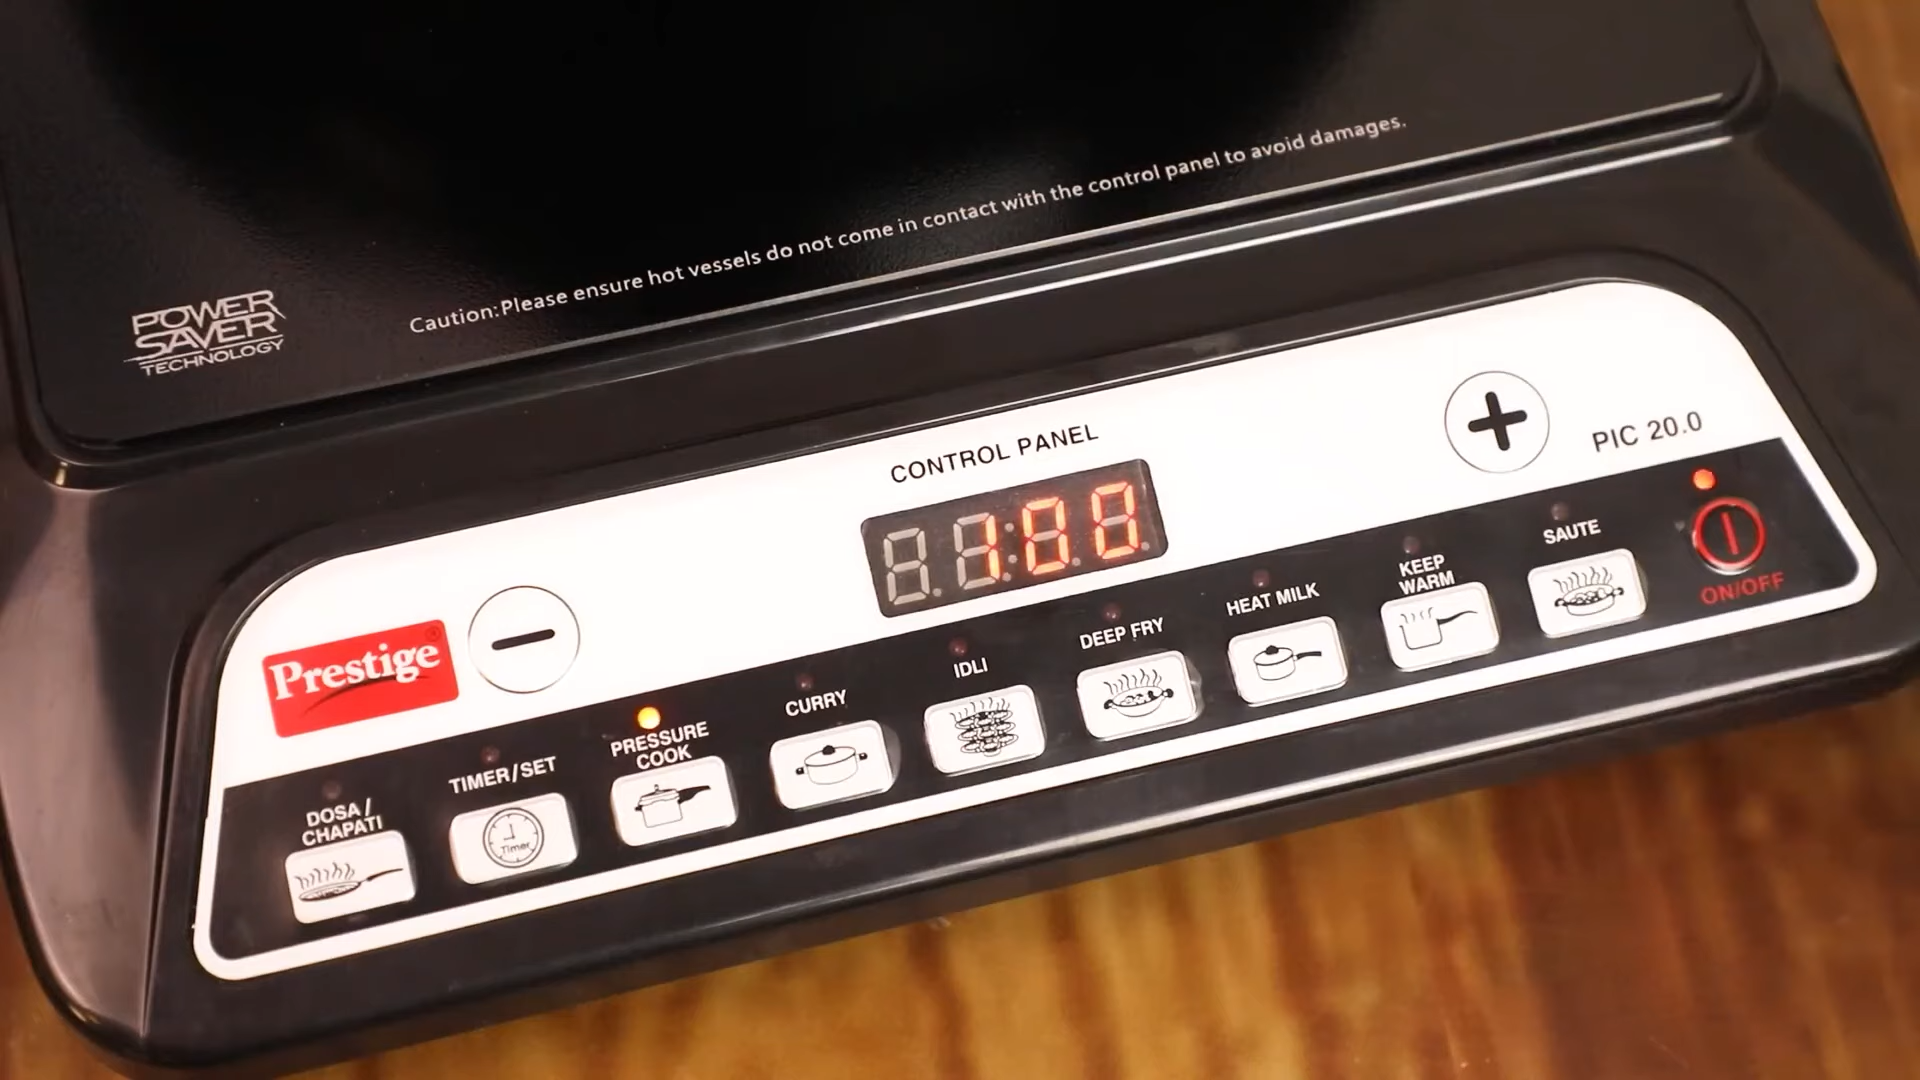 Caution: Please ensure hot vessels do not come in contact with the control panel to avoid damages.
POWER
SAVER
TECHNOLOGY
CONTROL PANEL
PIC 20.0
100
Prestige®
DOSA /
CHAPATI
TIMER/SET
Timer
PRESSURE
COOK
CURRY
IDLI
DEEP FRY
HEAT MILK
KEEP
WARM
SAUTE
ON/OFF